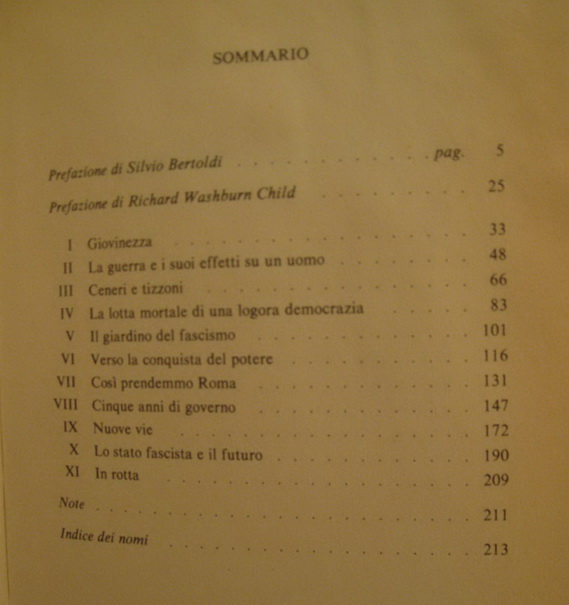 SOMMARIO
Prefazione di Silvio Bertoldi . . . . . . . . . . . . pag. 5
Prefazione di Richard Washburn Child . . . . . . . . 25
I Giovinezza . . . . . . . . . . . . . . . 33
II La guerra e i suoi effetti su un uomo . . . . . . . 48
III Ceneri e tizzoni . . . . . . . . . . . . . 66
IV La lotta mortale di una logora democrazia . . . . . 83
V Il giardino del fascismo . . . . . . . . . . . 101
VI Verso la conquista del potere . . . . . . . . . 116
VII Così prendemmo Roma . . . . . . . . . . 131
VIII Cinque anni di governo . . . . . . . . . . 147
IX Nuove vie . . . . . . . . . . . . . . 172
X Lo stato fascista e il futuro . . . . . . . . . 190
XI In rotta . . . . . . . . . . . . . . 209
Note . . . . . . . . . . . . . . . . . 211
Indice dei nomi . . . . . . . . . . . . . . 213